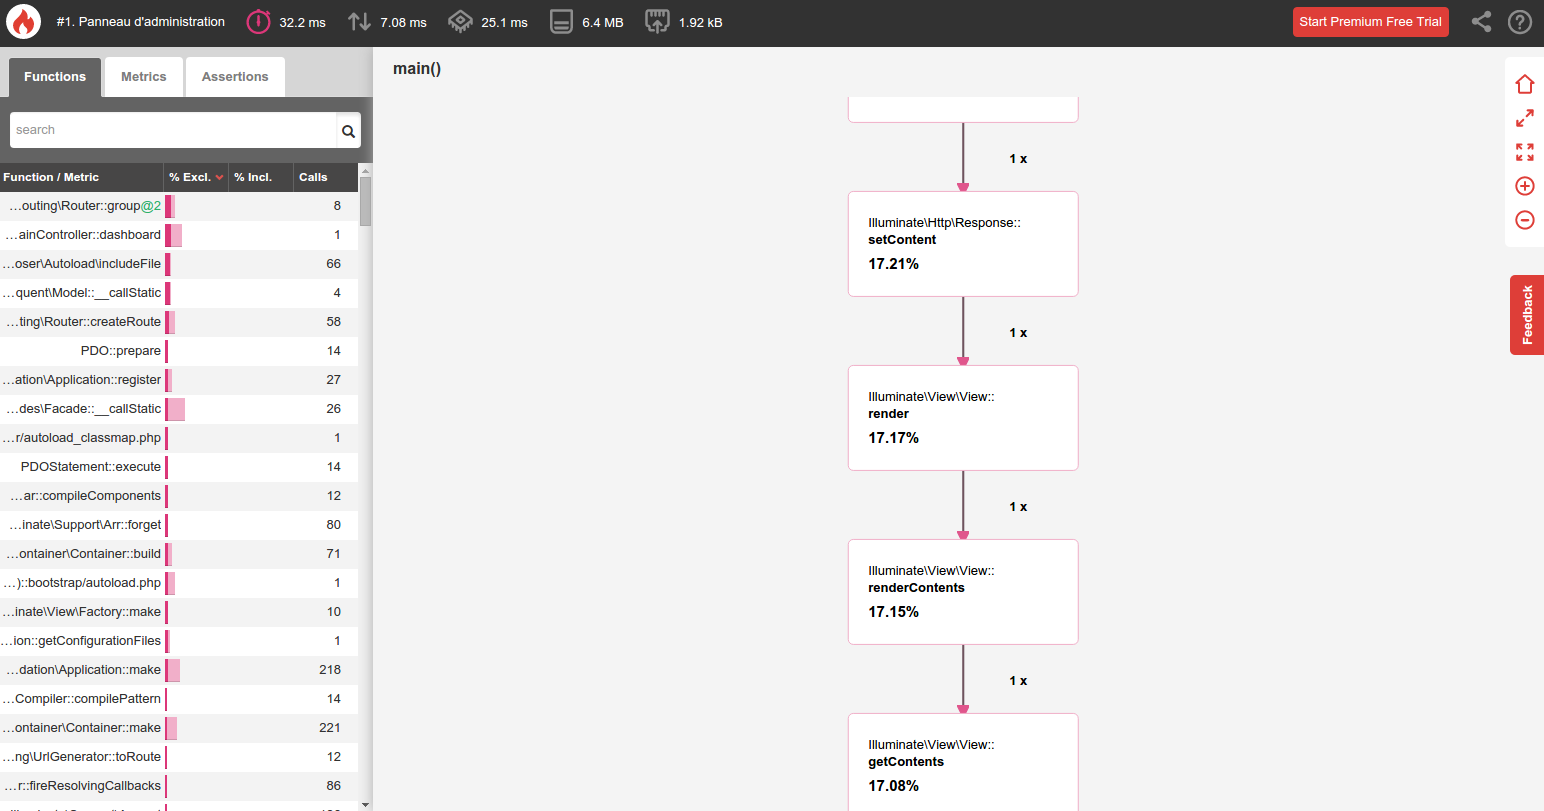 #1. Panneau d'administration 32.2 ms 7.08 ms 25.1 ms 6.4 MB 1.92 kB Start Premium Free Trial
Functions Metrics Assertions
search
Function / Metric % Excl. % Incl. Calls
…outing\Router::group@2 8
…ainController::dashboard 1
…oser\Autoload\includeFile 66
…quent\Model::__callStatic 4
…ting\Router::createRoute 58
PDO::prepare 14
…ation\Application::register 27
…des\Facade::__callStatic 26
…r/autoload_classmap.php 1
PDOStatement::execute 14
…ar::compileComponents 12
…inate\Support\Arr::forget 80
…ontainer\Container::build 71
…)::bootstrap/autoload.php 1
…inate\View\Factory::make 10
…ion::getConfigurationFiles 1
…dation\Application::make 218
…Compiler::compilePattern 14
…ontainer\Container::make 221
…ng\UrlGenerator::toRoute 12
…r::fireResolvingCallbacks 86
main()
1 x
Illuminate\Http\Response::
setContent
17.21%
1 x
Illuminate\View\View::
render
17.17%
1 x
Illuminate\View\View::
renderContents
17.15%
1 x
Illuminate\View\View::
getContents
17.08%
Feedback